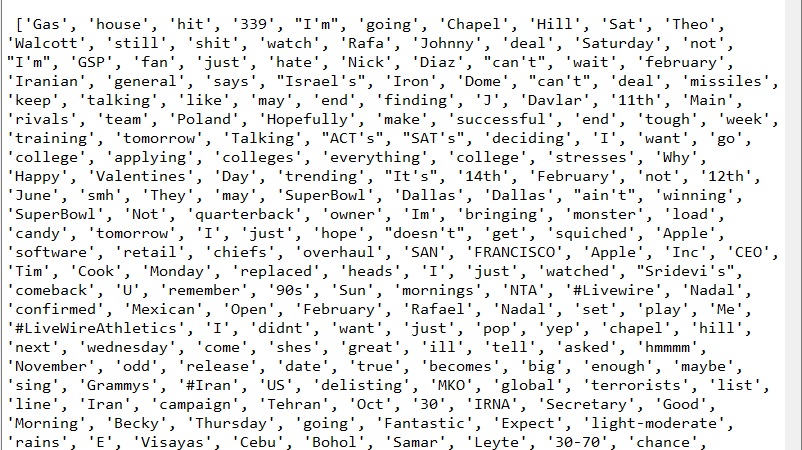 ['Gas', 'house', 'hit', '339', "I'm", 'going', 'Chapel', 'Hill', 'Sat', 'Theo',
'Walcott', 'still', 'shit', 'watch', 'Rafa', 'Johnny', 'deal', 'Saturday', 'not',
"I'm", 'GSP', 'fan', 'just', 'hate', 'Nick', 'Diaz', "can't", 'wait', 'february',
'Iranian', 'general', 'says', "Israel's", 'Iron', 'Dome', "can't", 'deal', 'missiles',
'keep', 'talking', 'like', 'may', 'end', 'finding', 'J', 'Davlar', '11th', 'Main',
'rivals', 'team', 'Poland', 'Hopefully', 'make', 'successful', 'end', 'tough', 'week',
'training', 'tomorrow', 'Talking', "ACT's", "SAT's", 'deciding', 'I', 'want', 'go',
'college', 'applying', 'colleges', 'everything', 'college', 'stresses', 'Why',
'Happy', 'Valentines', 'Day', 'trending', "It's", '14th', 'February', 'not', '12th',
'June', 'smh', 'They', 'may', 'SuperBowl', 'Dallas', 'Dallas', "ain't", 'winning',
'SuperBowl', 'Not', 'quarterback', 'owner', 'Im', 'bringing', 'monster', 'load',
'candy', 'tomorrow', 'I', 'just', 'hope', "doesn't", 'get', 'squiched', 'Apple',
'software', 'retail', 'chiefs', 'overhaul', 'SAN', 'FRANCISCO', 'Apple', 'Inc', 'CEO',
'Tim', 'Cook', 'Monday', 'replaced', 'heads', 'I', 'just', 'watched', "Sridevi's",
'comeback', 'U', 'remember', '90s', 'Sun', 'mornings', 'NTA', '#Livewire', 'Nadal',
'confirmed', 'Mexican', 'Open', 'February', 'Rafael', 'Nadal', 'set', 'play', 'Me',
'#LiveWireAthletics', 'I', 'didnt', 'want', 'just', 'pop', 'yep', 'chapel', 'hill',
'next', 'wednesday', 'come', 'shes', 'great', 'ill', 'tell', 'asked', 'hmmmm',
'November', 'odd', 'release', 'date', 'true', 'becomes', 'big', 'enough', 'maybe',
'sing', 'Grammys', '#Iran', 'US', 'delisting', 'MKO', 'global', 'terrorists', 'list',
'line', 'Iran', 'campaign', 'Tehran', 'Oct', '30', 'IRNA', 'Secretary', 'Good',
'Morning', 'Becky', 'Thursday', 'going', 'Fantastic', 'Expect', 'light-moderate',
'rains', 'E', 'Visayas', 'Cebu', 'Bohol', 'Samar', 'Leyte', '30-70', 'chance',